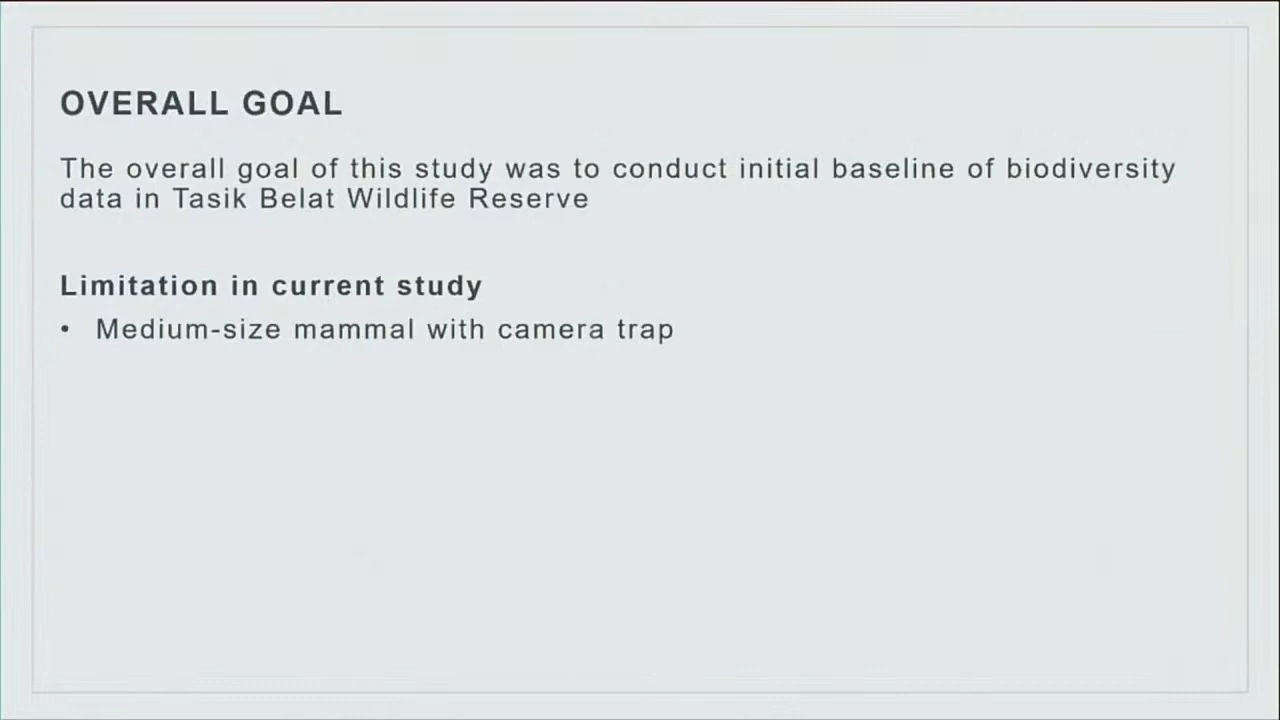 OVERALL GOAL
The overall goal of this study was to conduct initial baseline of biodiversity
data in Tasik Belat Wildlife Reserve
Limitation in current study
• Medium-size mammal with camera trap